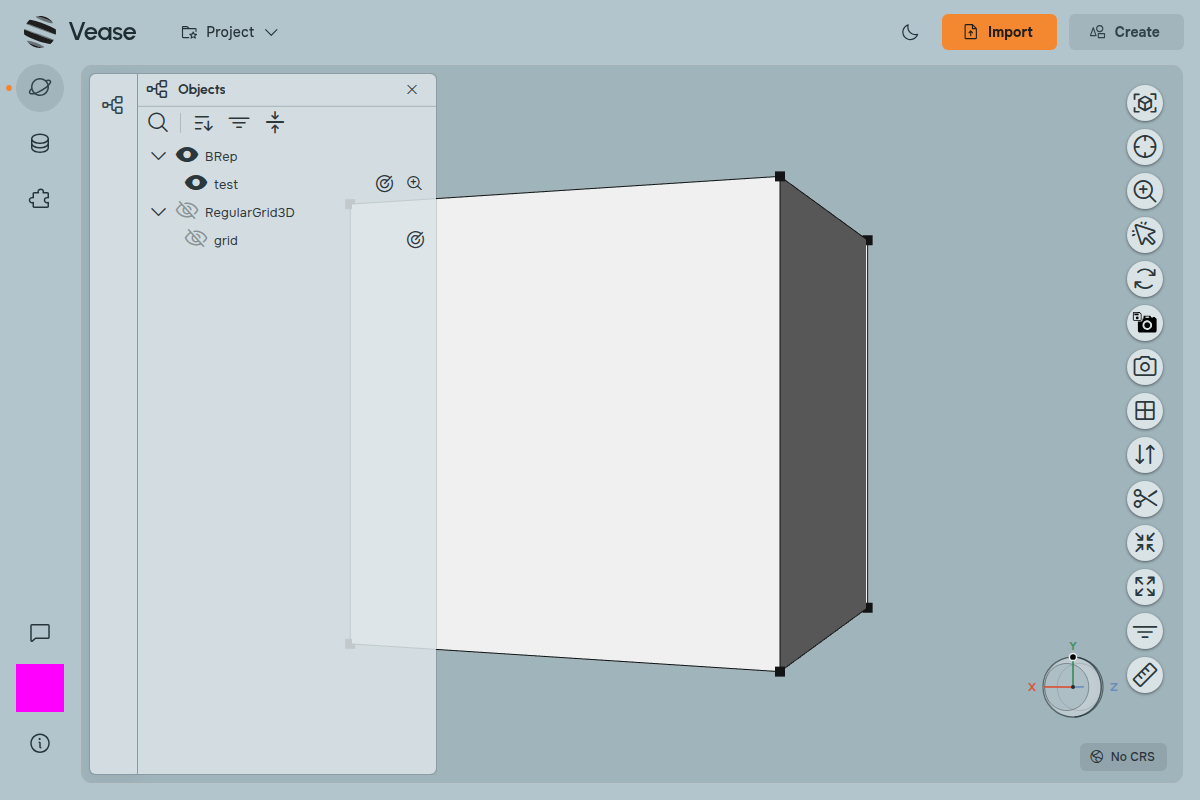 Vease
Project
Import
Create
Objects
BRep
test
RegularGrid3D
grid
Y
X
Z
No CRS